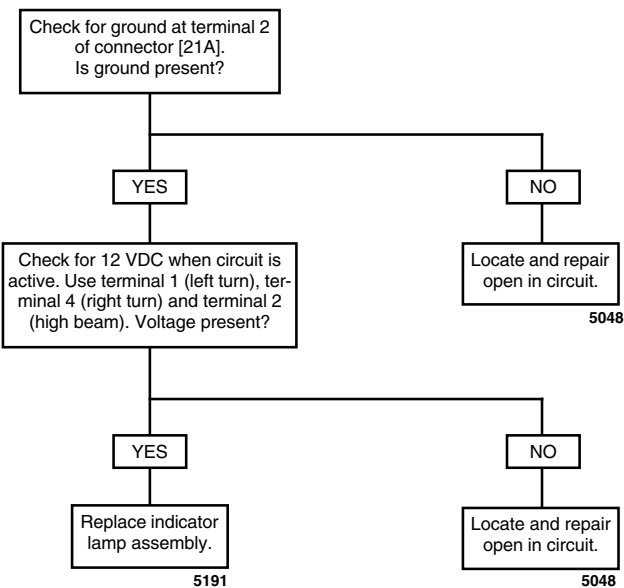 Check for ground at terminal 2
of connector [21A].
Is ground present?
YES
NO
Check for 12 VDC when circuit is
active. Use terminal 1 (left turn), ter-
minal 4 (right turn) and terminal 2
(high beam). Voltage present?
Locate and repair
open in circuit.
5048
YES
NO
Replace indicator
lamp assembly.
5191
Locate and repair
open in circuit.
5048